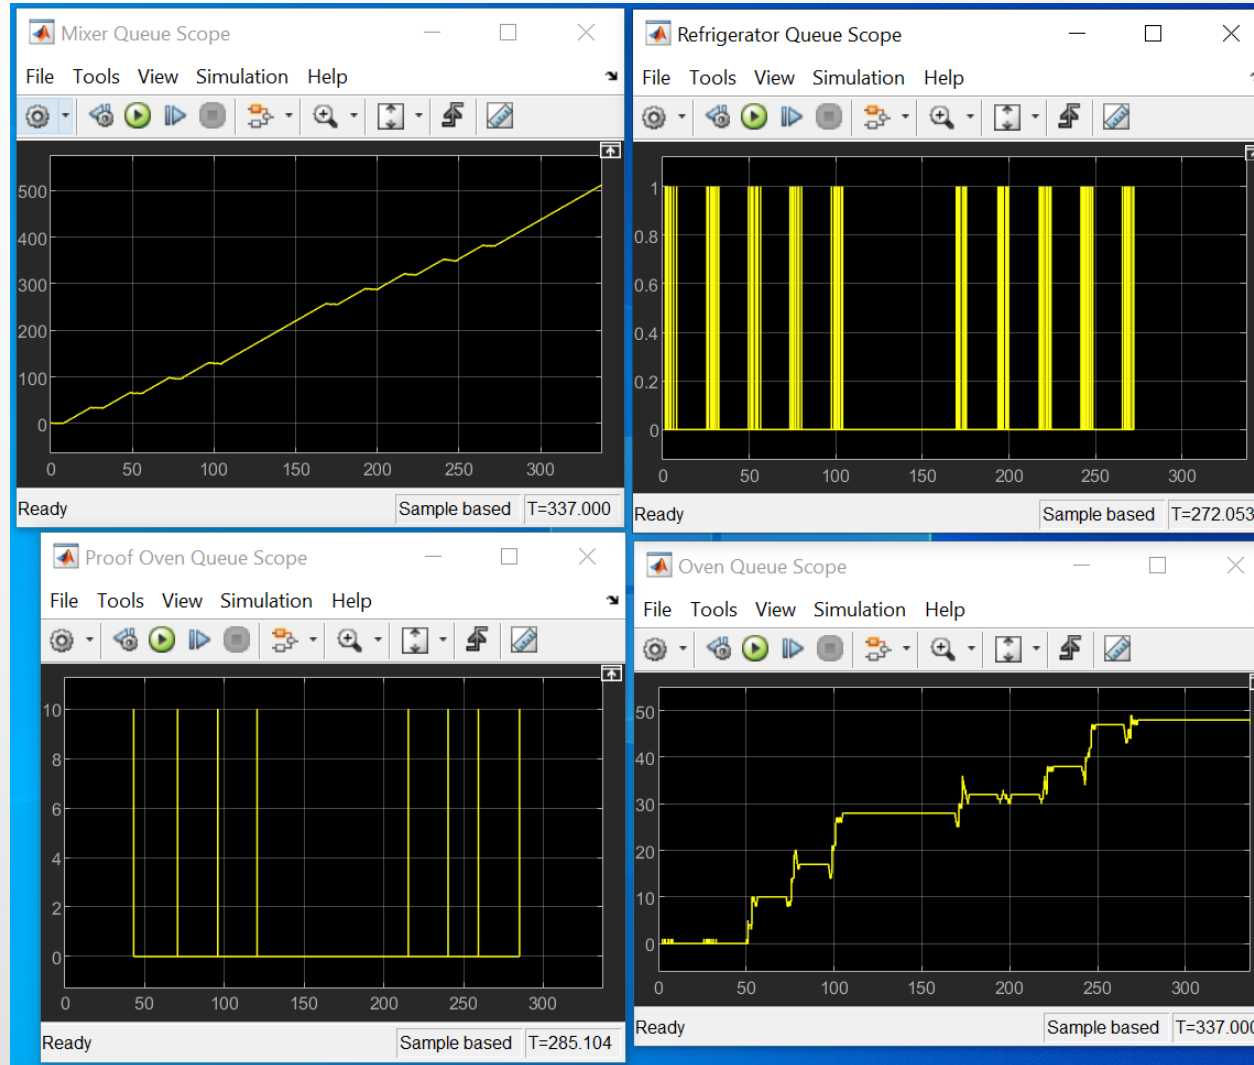 Mixer Queue Scope
File Tools View Simulation Help
500
400
300
200
100
0
0 50 100 150 200 250 300
Ready Sample based T=337.000
Refrigerator Queue Scope
File Tools View Simulation Help
1
0.8
0.6
0.4
0.2
0
0 50 100 150 200 250 300
Ready Sample based T=272.053
Proof Oven Queue Scope
File Tools View Simulation Help
10
8
6
4
2
0
0 50 100 150 200 250 300
Ready Sample based T=285.104
Oven Queue Scope
File Tools View Simulation Help
50
40
30
20
10
0
0 50 100 150 200 250 300
Ready Sample based T=337.000